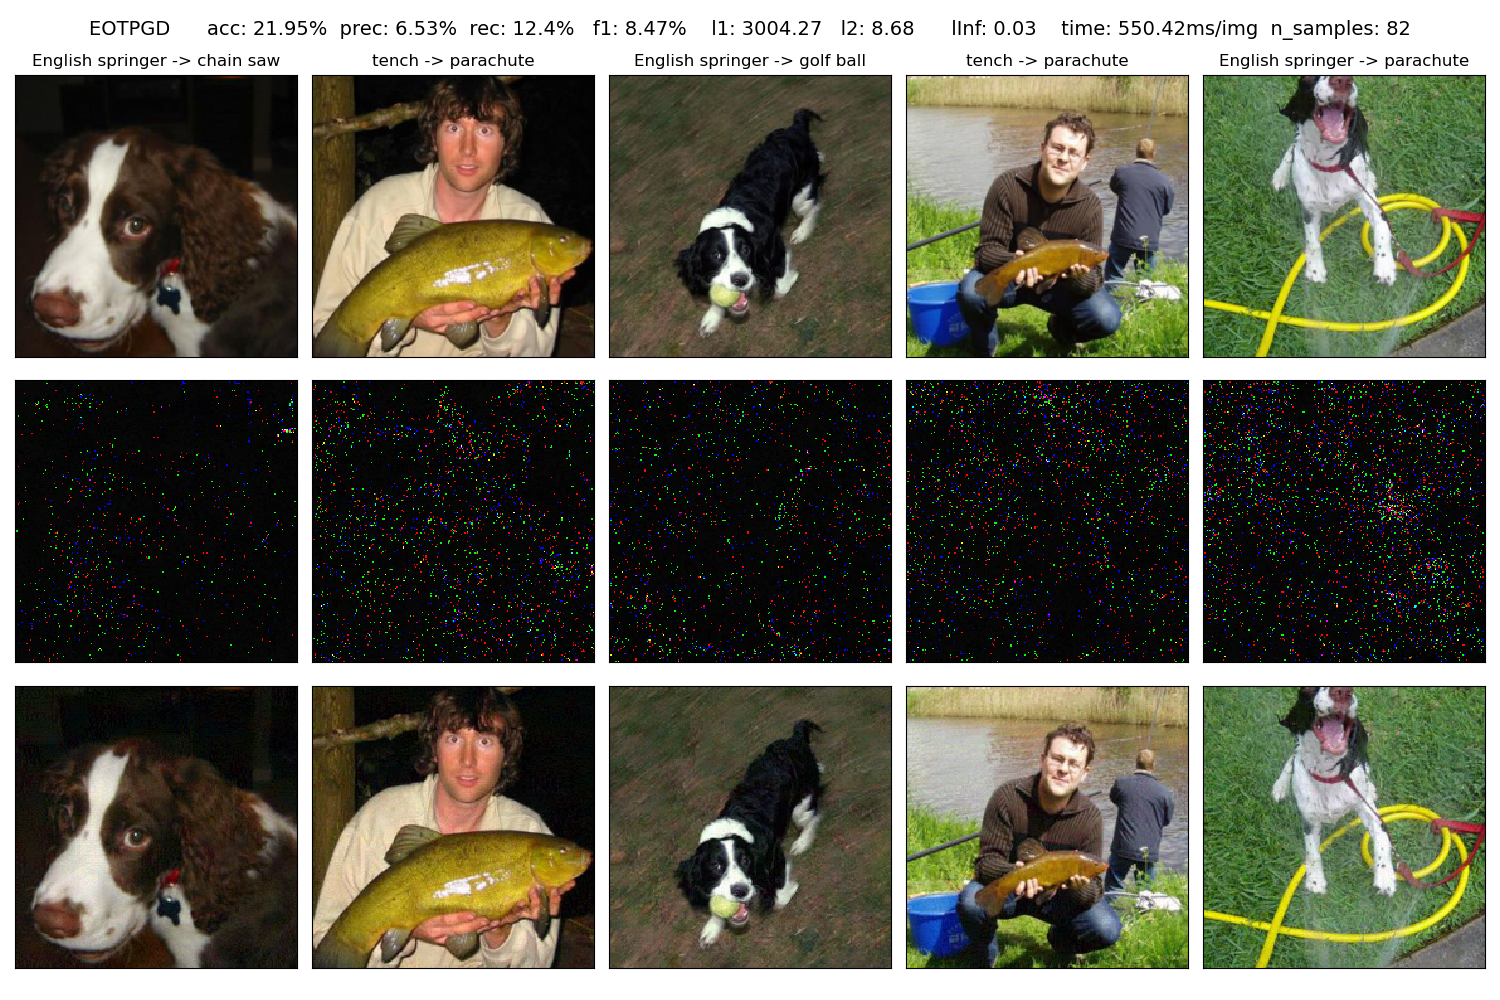 EOTPGD acc: 21.95% prec: 6.53% rec: 12.4% f1: 8.47% l1: 3004.27 l2: 8.68 lInf: 0.03 time: 550.42ms/img n_samples: 82
English springer -> chain saw
tench -> parachute
English springer -> golf ball
tench -> parachute
English springer -> parachute